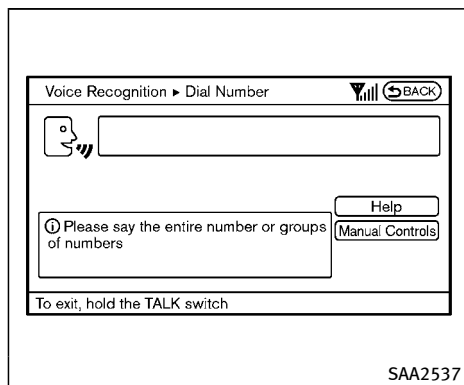 Voice Recognition ▸ Dial Number
BACK
Help
Manual Controls
Please say the entire number or groups
of numbers
To exit, hold the TALK switch
SAA2537